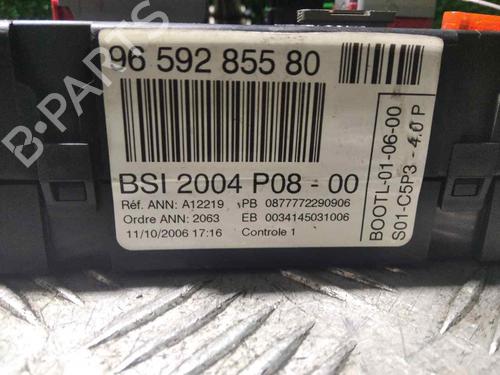 96 592 855 80
BSI 2004 P08 - 00
Réf. ANN: A12219 PB 0877772290906
Ordre ANN: 2063 EB 0034145031006
11/10/2006 17:16 Controle 1
BOOTL-01-06-00
S01-C5P3 - 4.0 P
B-PARTS